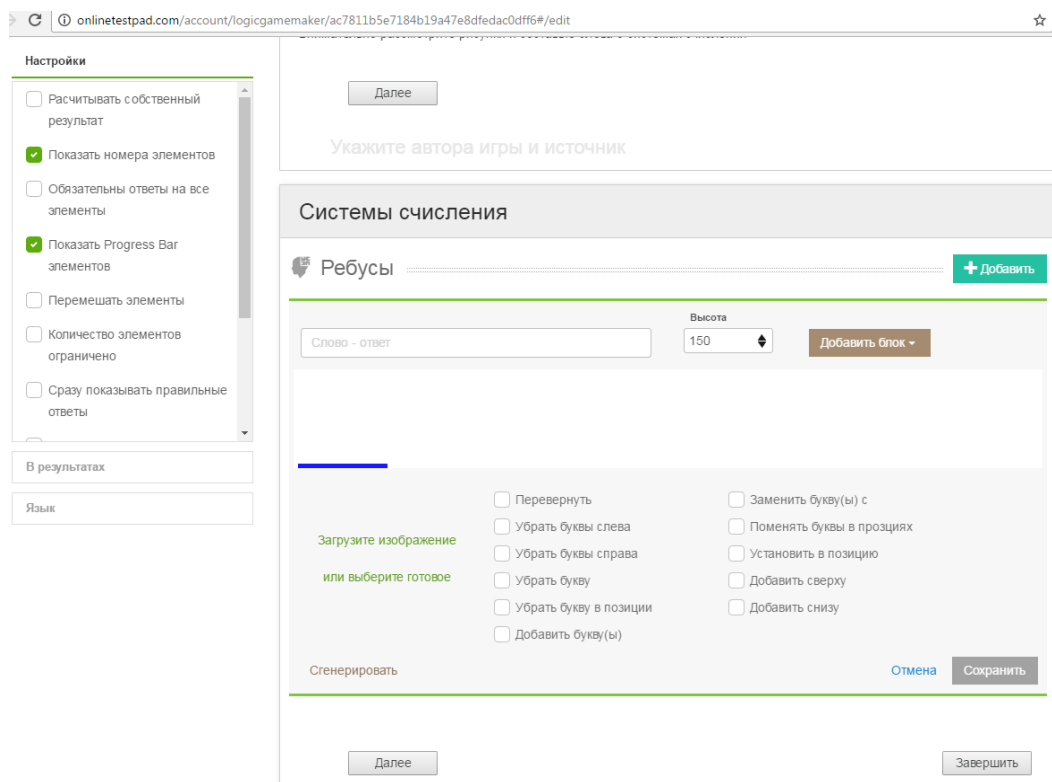 onlinetestpad.com/account/logicgamemaker/ac7811b5e7184b19a47e8dfedac0dff6#/edit
Настройки
Расчитывать собственный
результат
Показать номера элементов
Обязательны ответы на все
элементы
Показать Progress Bar
элементов
Перемешать элементы
Количество элементов
ограничено
Сразу показывать правильные
ответы
В результатах
Язык
Далее
Укажите автора игры и источник
Системы счисления
Ребусы
Добавить
Слово - ответ
Высота
150
Добавить блок
Загрузите изображение
или выберите готовое
Перевернуть
Убрать буквы слева
Убрать буквы справа
Убрать букву
Убрать букву в позиции
Добавить букву(ы)
Заменить букву(ы) с
Поменять буквы в прозциях
Установить в позицию
Добавить сверху
Добавить снизу
Сгенерировать
Отмена
Сохранить
Далее
Завершить